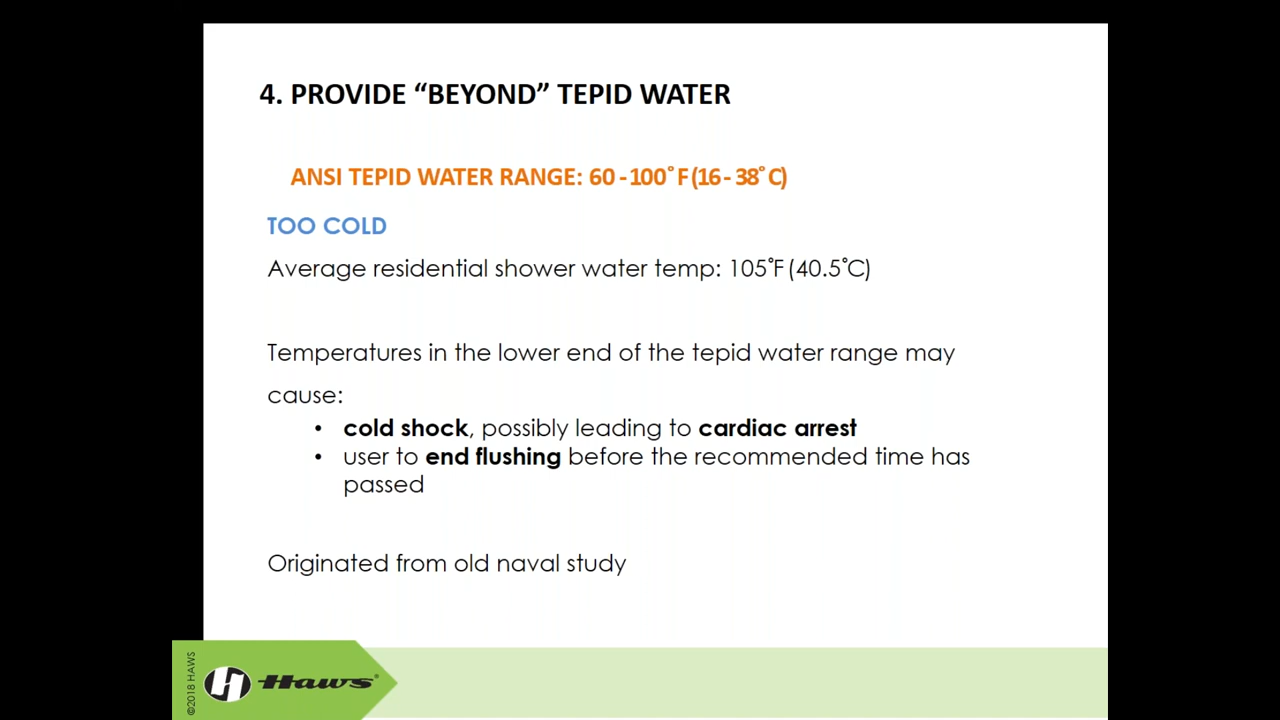 4. PROVIDE “BEYOND” TEPID WATER
ANSI TEPID WATER RANGE: 60 - 100˚ F (16 - 38˚ C)
TOO COLD
Average residential shower water temp: 105˚F (40.5˚C)
Temperatures in the lower end of the tepid water range may
cause:
• cold shock, possibly leading to cardiac arrest
• user to end flushing before the recommended time has
passed
Originated from old naval study
©2018 HAWS
H Haws®